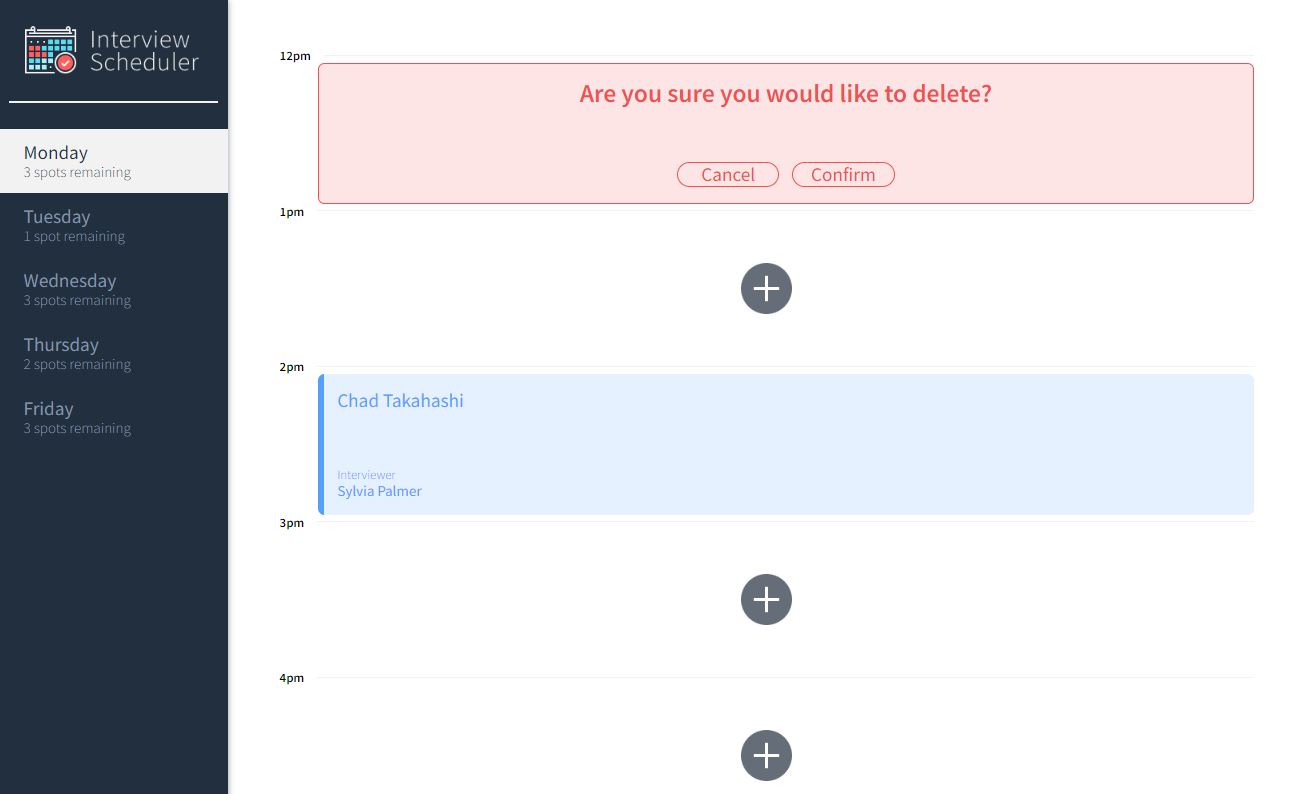 Interview
Scheduler
Monday
3 spots remaining
Tuesday
1 spot remaining
Wednesday
3 spots remaining
Thursday
2 spots remaining
Friday
3 spots remaining
12pm
Are you sure you would like to delete?
Cancel Confirm
1pm
2pm
Chad Takahashi
Interviewer
Sylvia Palmer
3pm
4pm